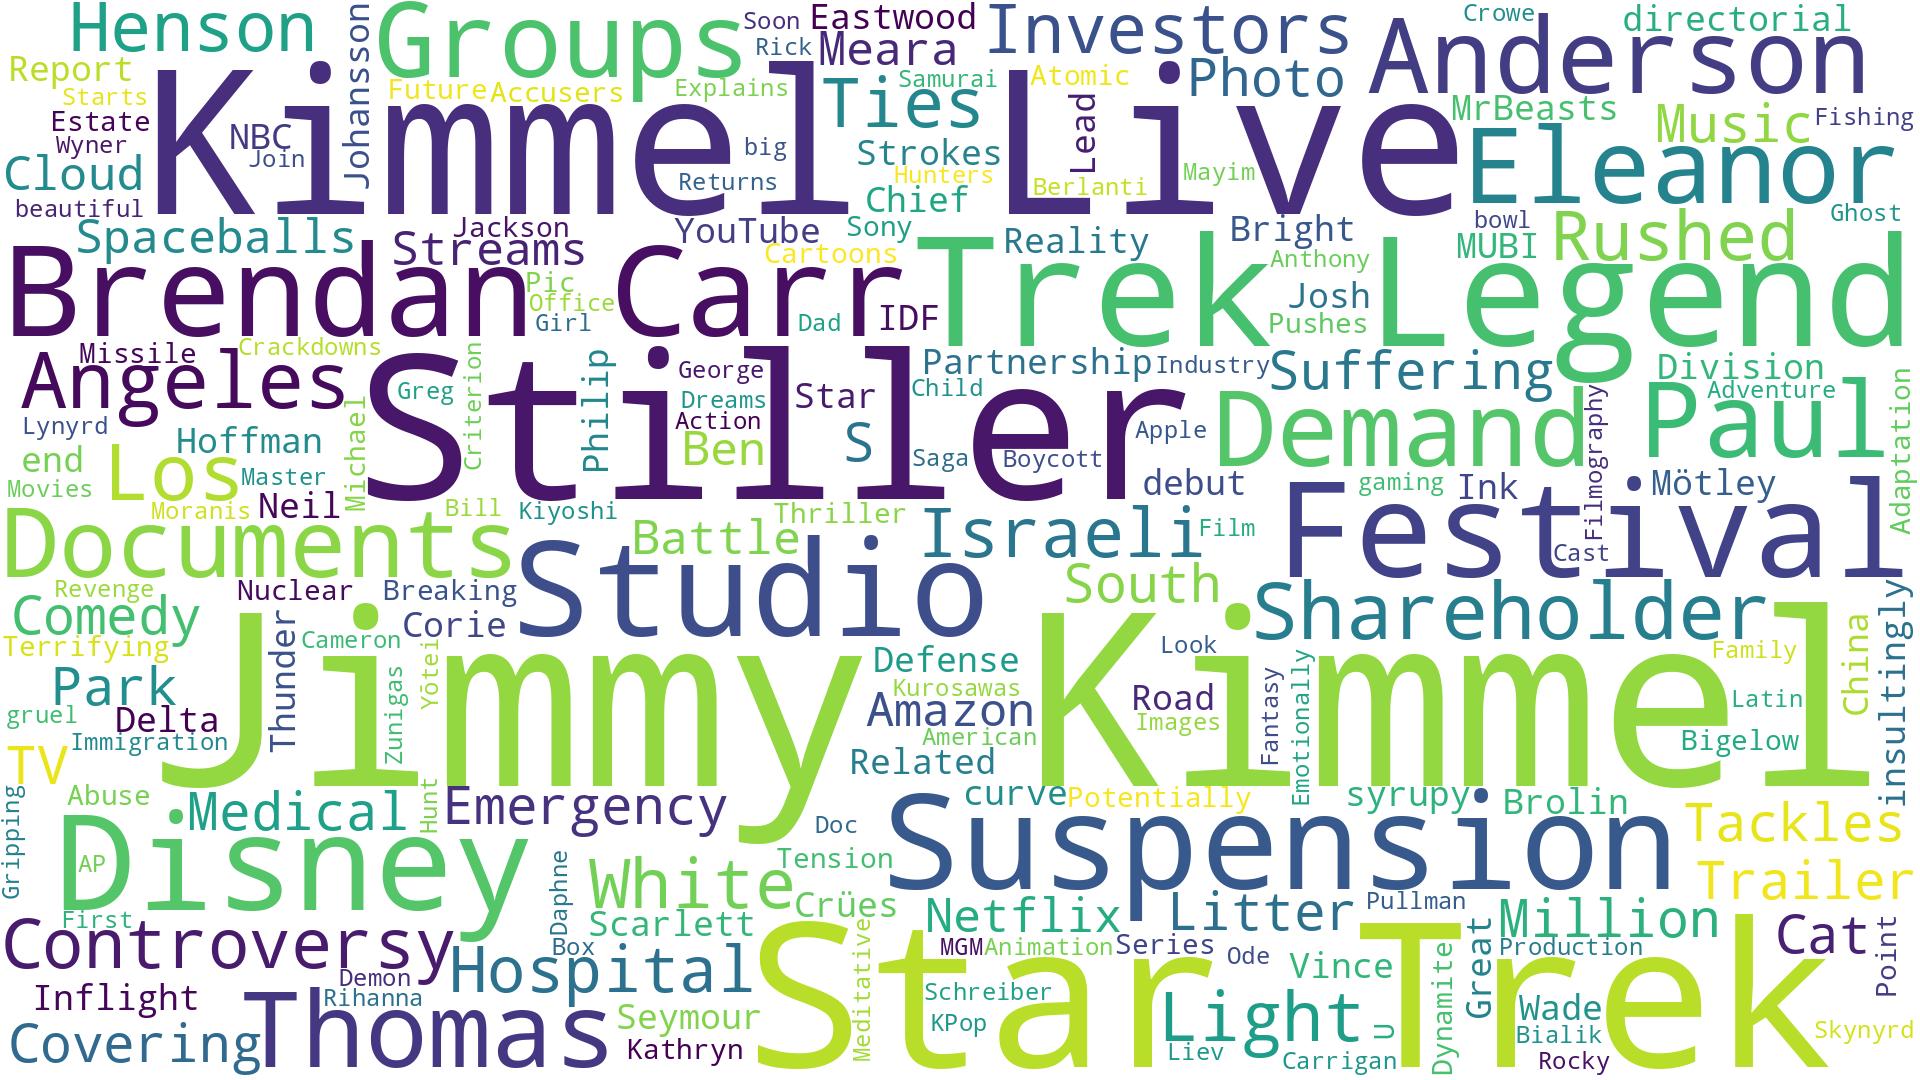 Henson
Groups
Soon
Eastwood
Investors
Crowe
directorial
Rick
Meara
Anderson
Report
Johansson
Future
Accusers
Explains
Samurai
Atomic
Photo
Starts
Kimmel Live
Ties
Lead
MrBeasts
Music
Fishing
Estate
NBC
Wyner
Join
big
Strokes
Eleanor
Cloud
Returns
Hunters
Berlanti
Mayim
beautiful
Chief
Spaceballs
Jackson
Streams
YouTube
Sony
Reality
Bright
bowl
Rushed
Ghost
Cartoons
MUBI
Brendan Carr
Trek Legend
Anthony
Pic
Office
Girl
Dad
IDF
Josh
Pushes
Missile
Crackdowns
Angeles
Partnership
Industry
Suffering
Division
Adventure
Greg
Criterion
Philip
George
Dreams
Action
Star
Child
Stiller
Lynyrd
Michael
Demand
Paul
Filmography
Adaptation
Hoffman
Ben
S
Apple
end
Los
Master
Saga
Boycott
Movies
Moranis
Neil
Bill
Kiyoshi
debut
gaming
Ink
Mötley
Documents
Battle
Thriller
Israeli
Film
Festival
Cast
Studio
Revenge
Nuclear
Breaking
South
Shareholder
Comedy
Corie
Thunder
Cameron
Terrifying
Yōtei
Jimmy Kimmel
Defense
Look
Family
China
insultingly
Park
Zunigas
Kurosawas
Road
Fantasy
Emotionally
Latin
gruel
Delta
Amazon
Images
Immigration
American
Bigelow
TV
Related
Gripping
Abuse
Hunt
Medical
Emergency
curve
Potentially
syrupy
Brolin
Disney
Doc
Suspension
Tackles
AP
Tension
White
Daphne
Trailer
First
Scarlett
Crües
Netflix
Litter
Pullman
Million
Controversy
Box
Meditative
MGM
Animation
Series
Ode
Great
Production
Cat
Point
Hospital
Star Trek
Vince
Dynamite
Demon
Inflight
Rihanna
Schreiber
Light
Wade
Thomas
Seymour
KPop
U
Bialik
Skynyrd
Covering
Kathryn
Liev
Carrigan
Rocky